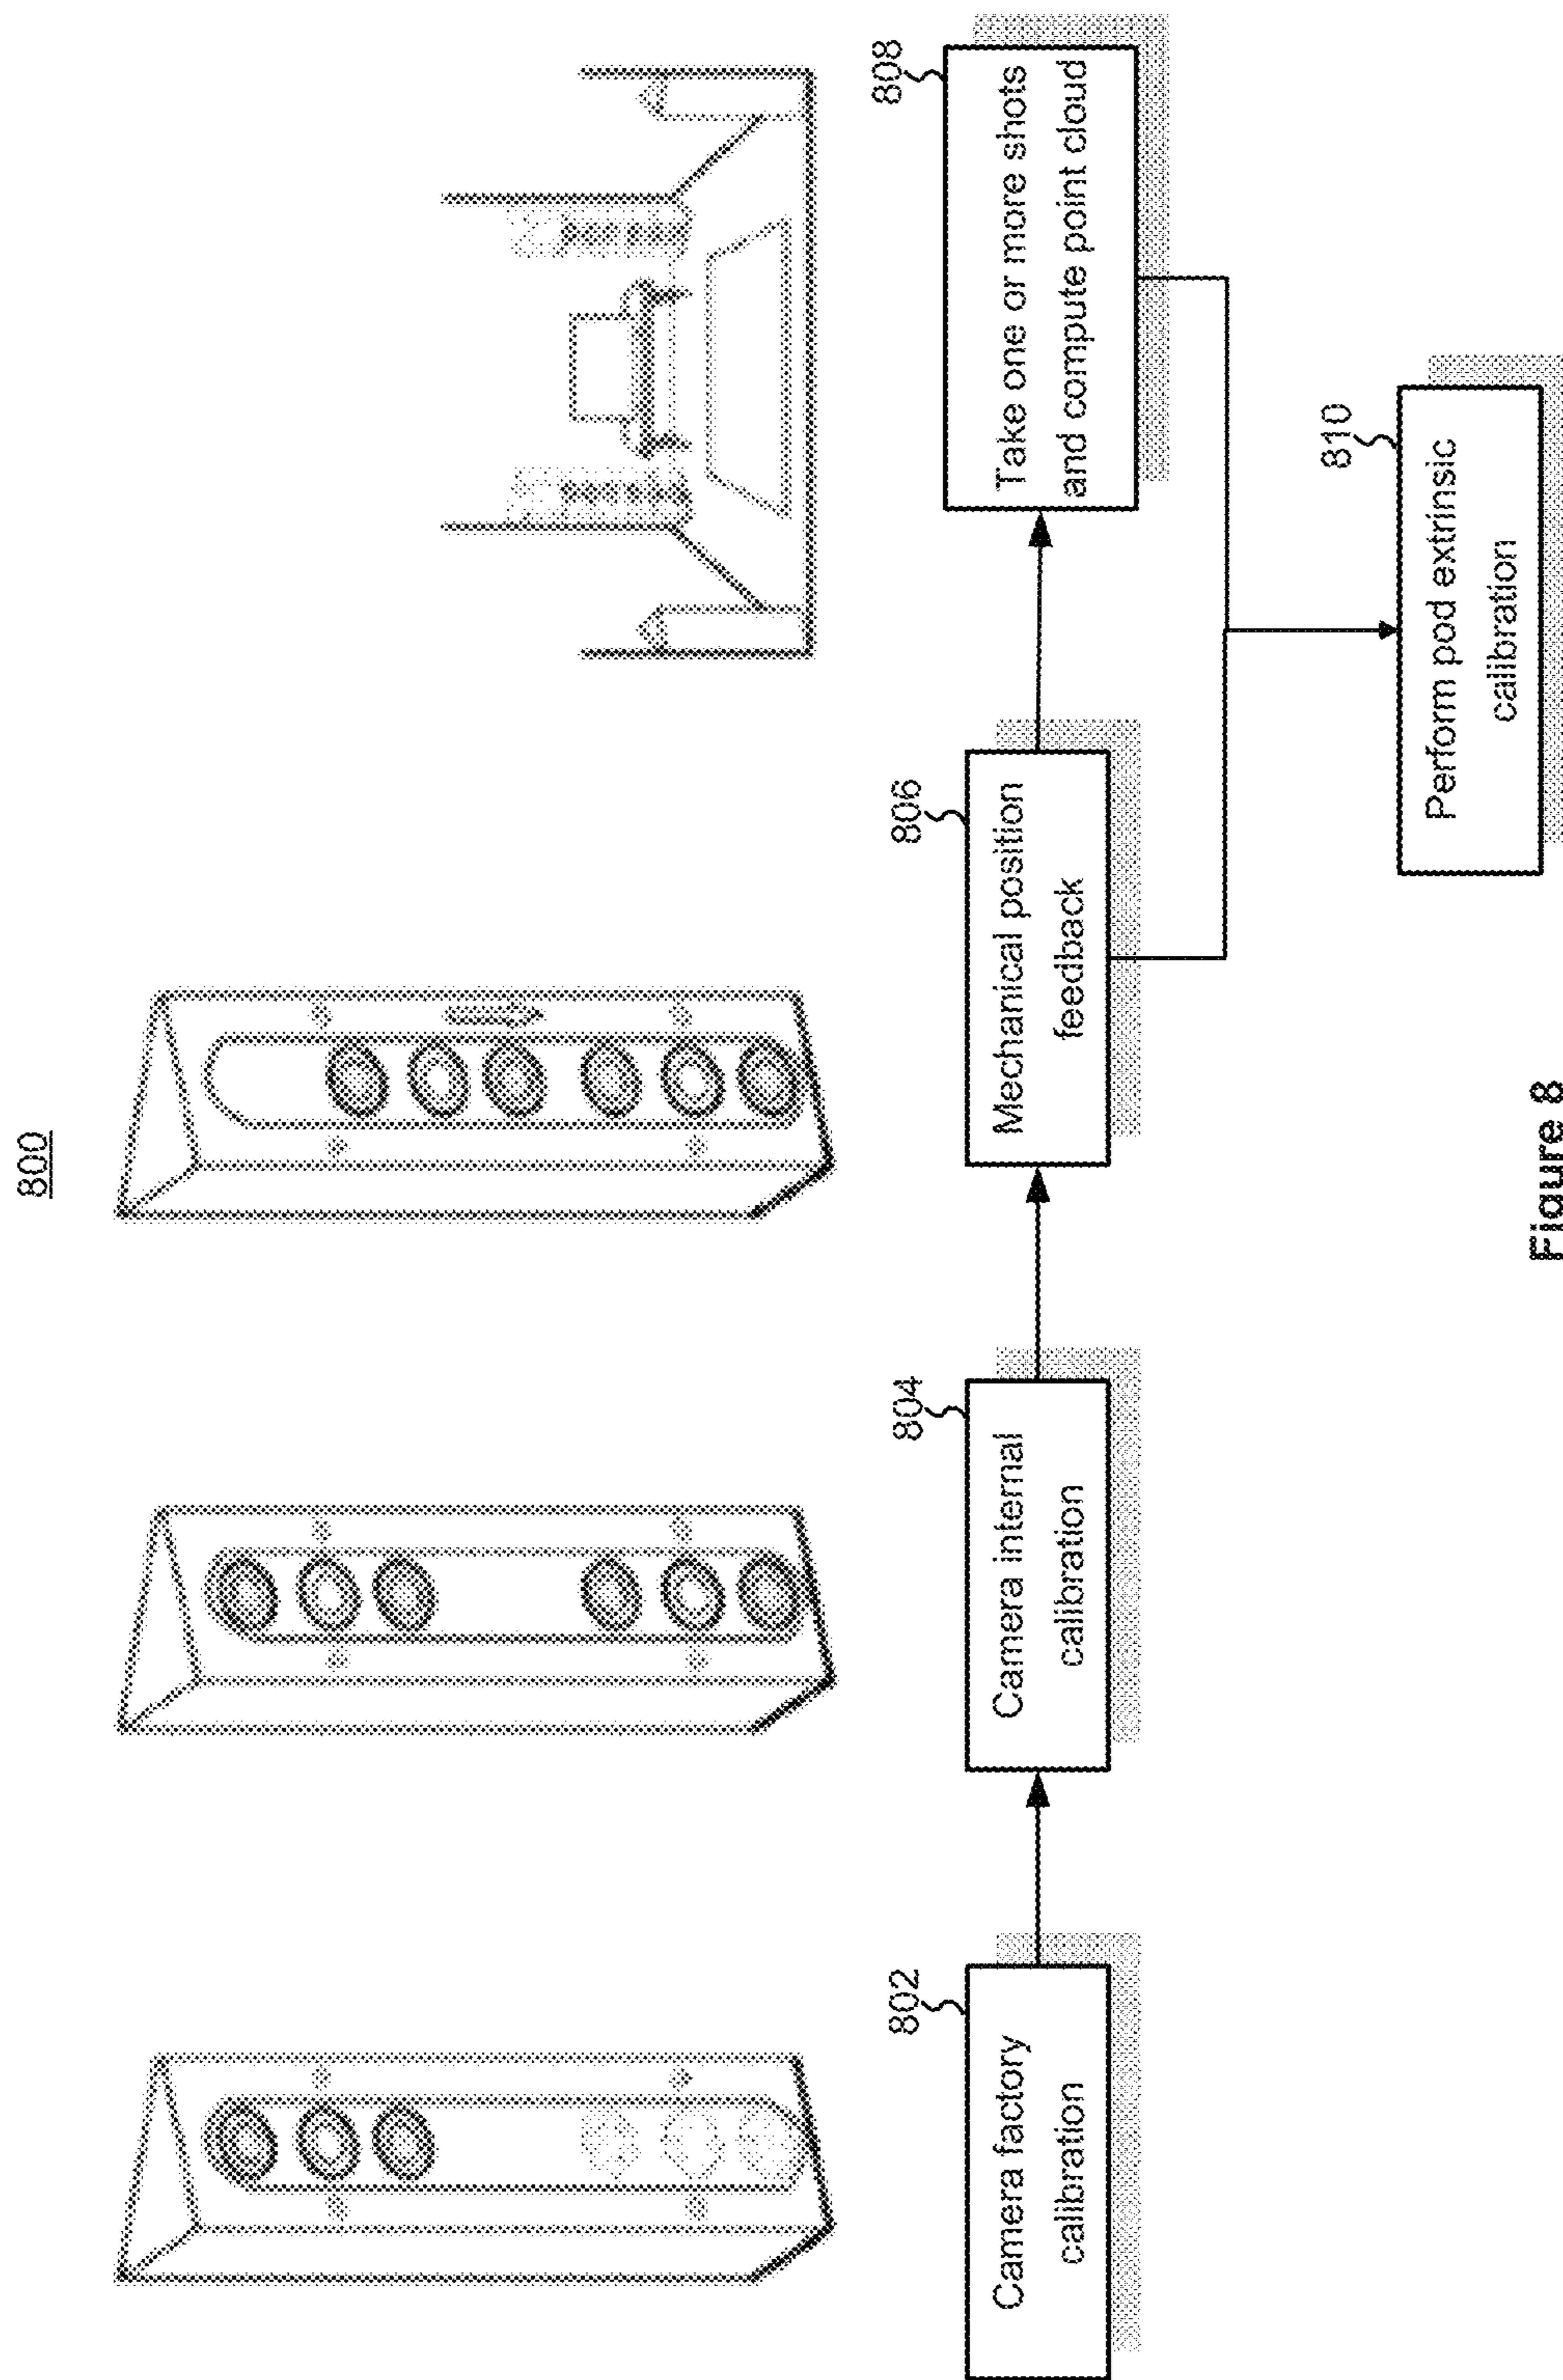 800
802
Camera factory
calibration
804
Camera internal
calibration
806
Mechanical position
feedback
808
Take one or more shots
and compute point cloud
810
Perform pod extrinsic
calibration
Figure 8